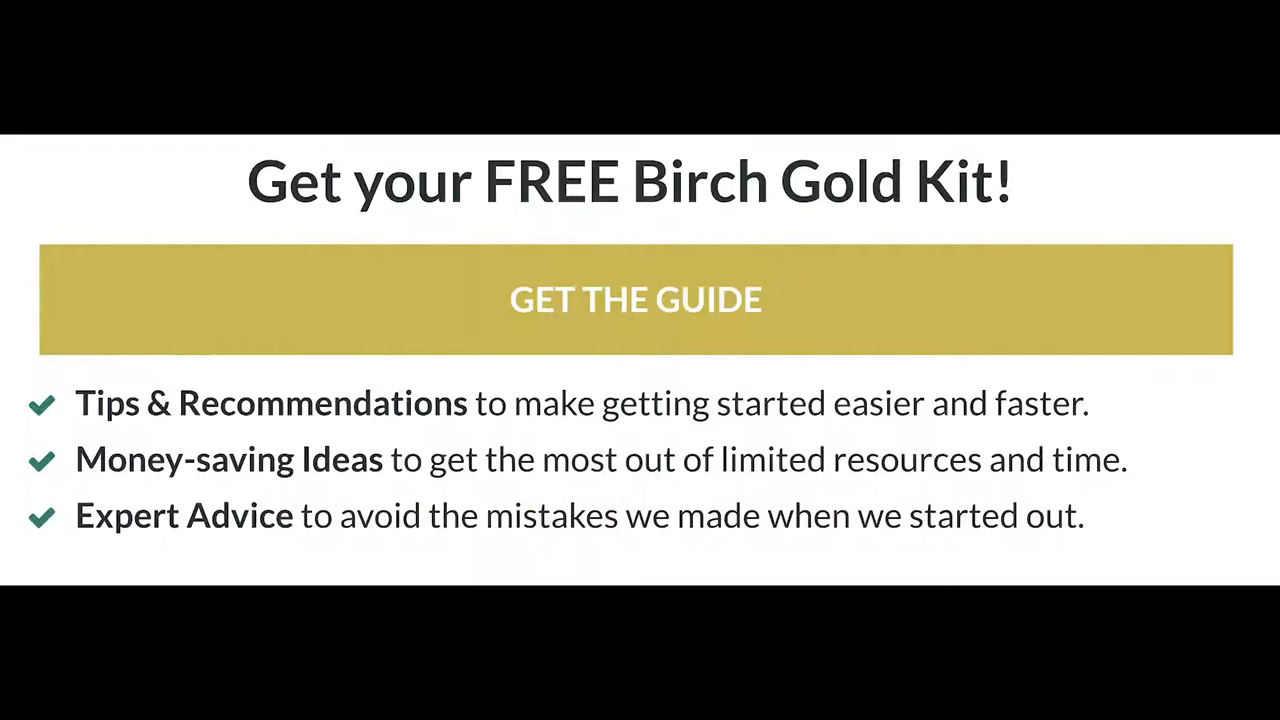 Get your FREE Birch Gold Kit!
GET THE GUIDE
Tips & Recommendations to make getting started easier and faster.
Money-saving Ideas to get the most out of limited resources and time.
Expert Advice to avoid the mistakes we made when we started out.